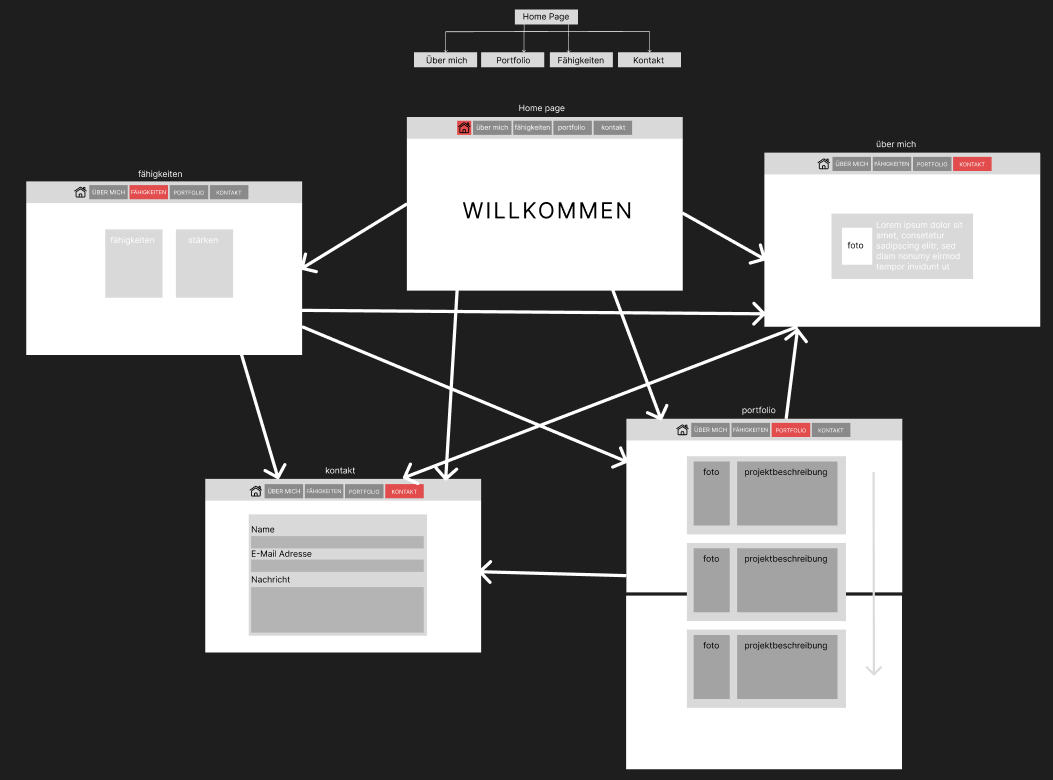 Home Page
Über mich
Portfolio
Fähigkeiten
Kontakt
Home page
über mich
fähigkeiten
portfolio
kontakt
WILLKOMMEN
über mich
ÜBER MICH
FÄHIGKEITEN
PORTFOLIO
KONTAKT
foto
Lorem ipsum dolor sit
amet, consetetur
sadipscing elitr, sed
diam nonumy eirmod
tempor invidunt ut
fähigkeiten
ÜBER MICH
FÄHIGKEITEN
PORTFOLIO
KONTAKT
fähigkeiten
stärken
portfolio
ÜBER MICH
FÄHIGKEITEN
PORTFOLIO
KONTAKT
foto
projektbeschreibung
foto
projektbeschreibung
foto
projektbeschreibung
kontakt
ÜBER MICH
FÄHIGKEITEN
PORTFOLIO
KONTAKT
Name
E-Mail Adresse
Nachricht